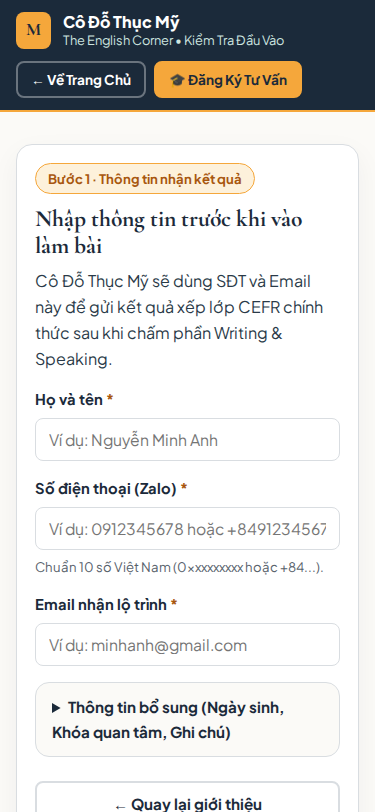 M
Cô Đỗ Thục Mỹ
The English Corner • Kiểm Tra Đầu Vào
← Về Trang Chủ
🎓 Đăng Ký Tư Vấn
Bước 1 · Thông tin nhận kết quả
Nhập thông tin trước khi vào
làm bài
Cô Đỗ Thục Mỹ sẽ dùng SĐT và Email
này để gửi kết quả xếp lớp CEFR chính
thức sau khi chấm phần Writing &
Speaking.
Họ và tên *
Ví dụ: Nguyễn Minh Anh
Số điện thoại (Zalo) *
Ví dụ: 0912345678 hoặc +8491234567
Chuẩn 10 số Việt Nam (0xxxxxxxxx hoặc +84...).
Email nhận lộ trình *
Ví dụ: minhanh@gmail.com
▶ Thông tin bổ sung (Ngày sinh,
Khóa quan tâm, Ghi chú)
← Quay lại giới thiệu